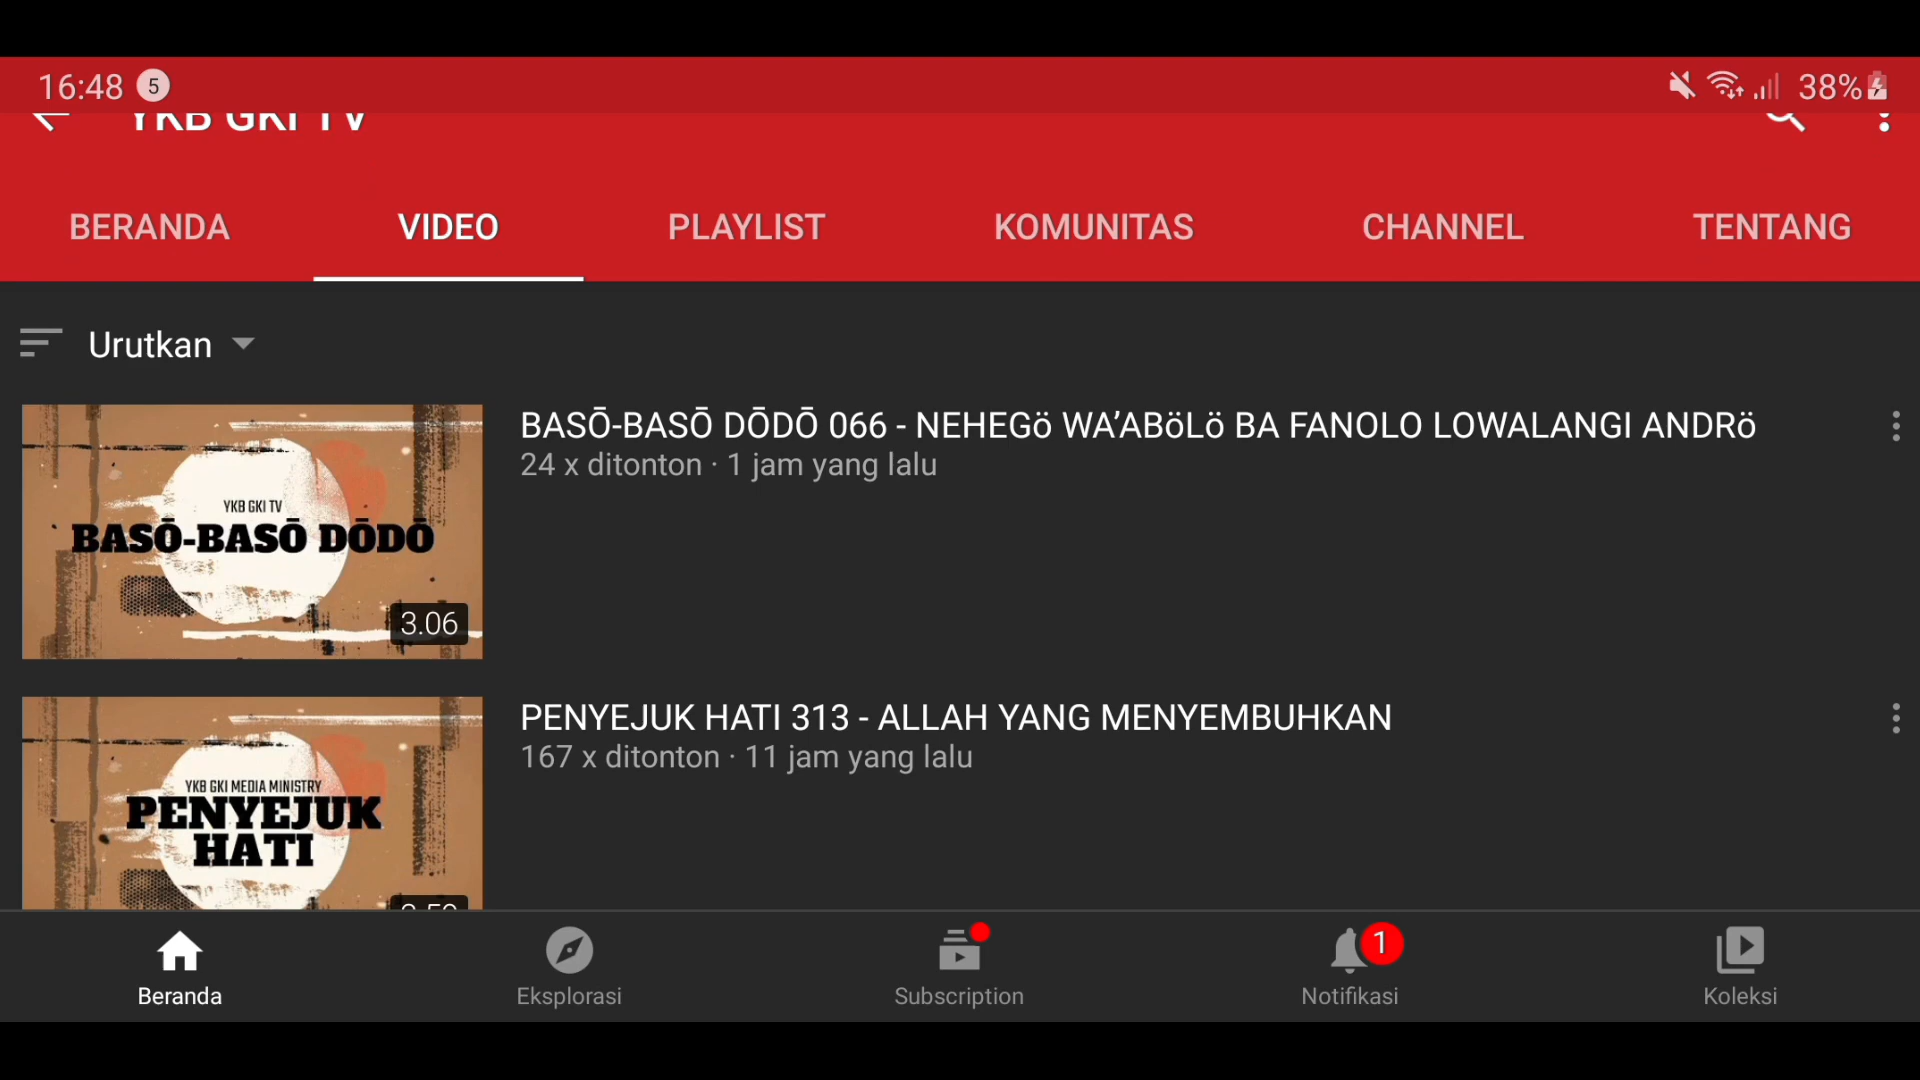 16:48 5 38%
YKB GKI TV
BERANDA VIDEO PLAYLIST KOMUNITAS CHANNEL TENTANG
Urutkan
BASŌ-BASŌ DŌDŌ 066 - NEHEGö WA’ABöLö BA FANOLO LOWALANGI ANDRö
24 x ditonton · 1 jam yang lalu
YKB GKI TV
BASŌ-BASŌ DŌDŌ
3.06
PENYEJUK HATI 313 - ALLAH YANG MENYEMBUHKAN
167 x ditonton · 11 jam yang lalu
YKB GKI MEDIA MINISTRY
PENYEJUK
HATI
1
Beranda Eksplorasi Subscription Notifikasi Koleksi